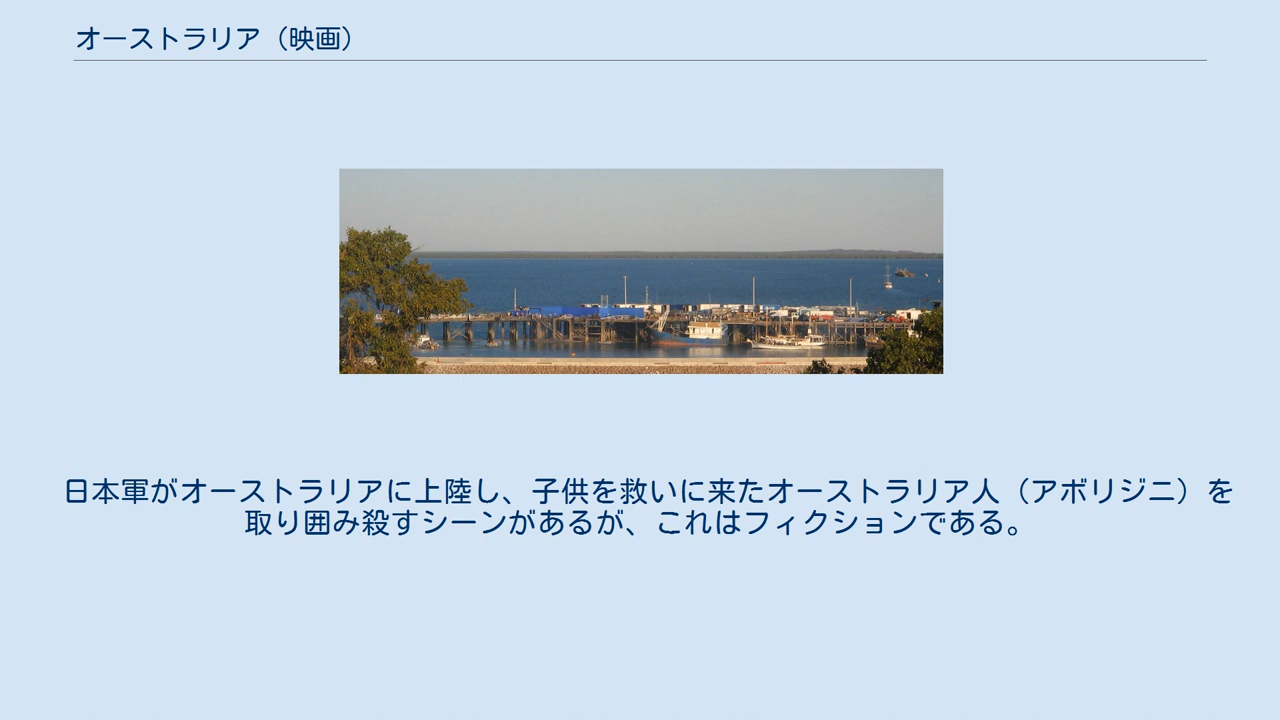 オーストラリア（映画）
日本軍がオーストラリアに上陸し、子供を救いに来たオーストラリア人（アボリジニ）を
取り囲み殺すシーンがあるが、これはフィクションである。